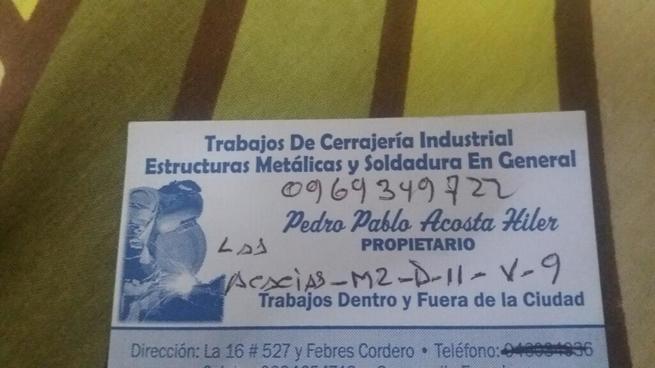 Trabajos De Cerrajería Industrial
Estructuras Metálicas y Soldadura En General
0969349722
Pedro Pablo Acosta Hiler
PROPIETARIO
Las
Acacias-M2-D-11-V-9
Trabajos Dentro y Fuera de la Ciudad
Dirección: La 16 # 527 y Febres Cordero • Teléfono: